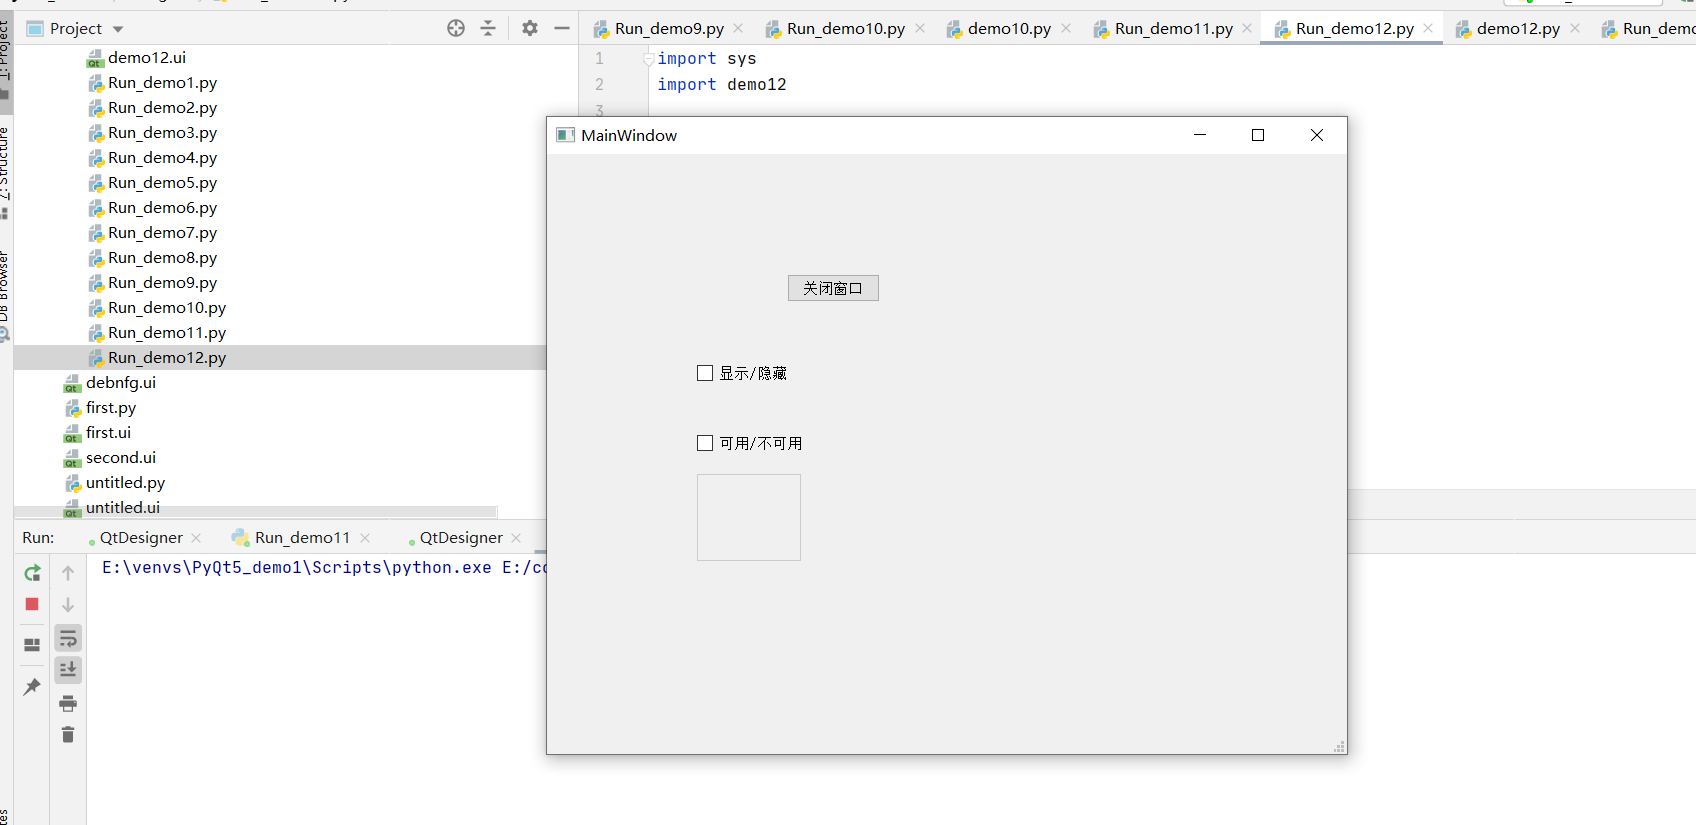 Project
Run_demo9.py
Run_demo10.py
demo10.py
Run_demo11.py
Run_demo12.py
demo12.py
1: Project
Z: Structure
DB Browser
demo12.ui
Run_demo1.py
Run_demo2.py
Run_demo3.py
Run_demo4.py
Run_demo5.py
Run_demo6.py
Run_demo7.py
Run_demo8.py
Run_demo9.py
Run_demo10.py
Run_demo11.py
Run_demo12.py
debnfg.ui
first.py
first.ui
second.ui
untitled.py
untitled.ui
1 import sys
2 import demo12
3
MainWindow
关闭窗口
显示/隐藏
可用/不可用
Run:
QtDesigner
Run_demo11
QtDesigner
E:\venvs\PyQt5_demo1\Scripts\python.exe E:/co